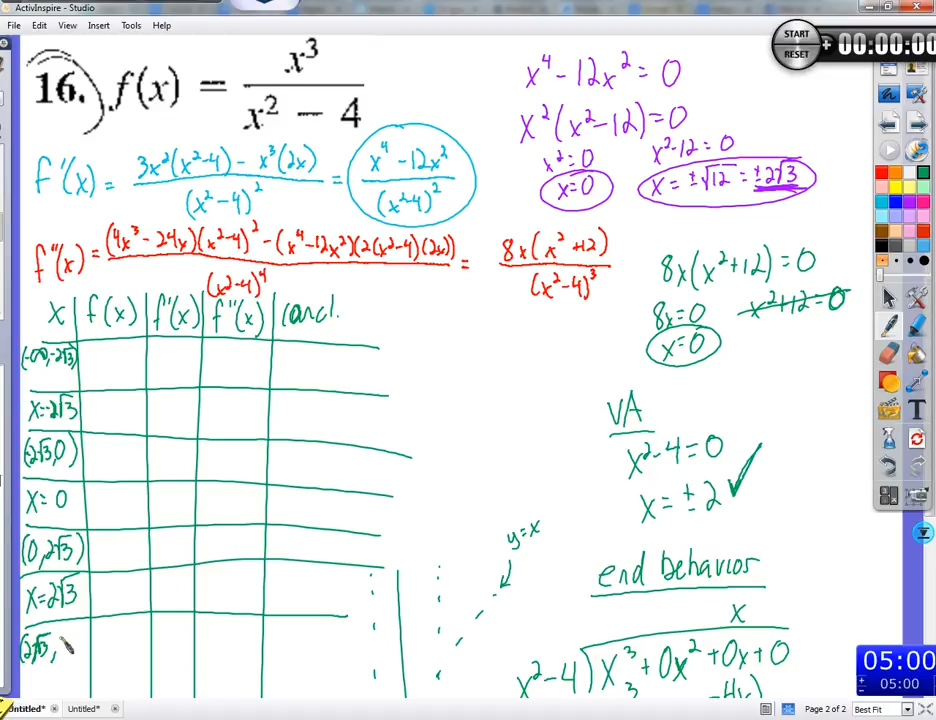 ActivInspire - Studio
File Edit View Insert Tools Help
START
RESET
00:00:00
16. f(x) = x³ / (x² − 4)
f'(x) = (3x²(x²-4) - x³(2x)) / (x²-4)² = (x⁴ - 12x²) / (x²-4)²
x⁴ - 12x² = 0
x²(x²-12) = 0
x² = 0
x = 0
x²-12 = 0
x = ±√12 = ±2√3
f''(x) = ((4x³ - 24x)(x²-4)² - (x⁴-12x²)(2(x²-4)(2x))) / (x²-4)⁴ = 8x(x²+12) / (x²-4)³
8x(x²+12) = 0
8x = 0
x²+12 = 0
x = 0
x f(x) f'(x) f''(x) Concl.
(-∞, -2√3)
x = -2√3
(-2√3, 0)
x = 0
(0, 2√3)
x = 2√3
(2√3,
VA
x²-4 = 0
x = ±2 ✓
y=x
end behavior
x
x²-4 x³ + 0x² + 0x + 0
05:00
05:00
Untitled* Untitled*
Page 2 of 2 Best Fit